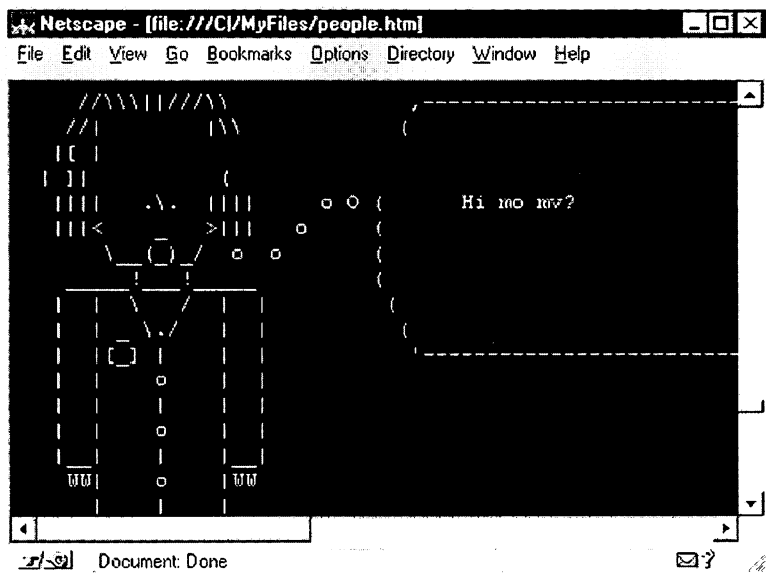 Netscape - [file:///C|/MyFiles/people.htm]
File Edit View Go Bookmarks Options Directory Window Help
Hi mo mv?
Document: Done